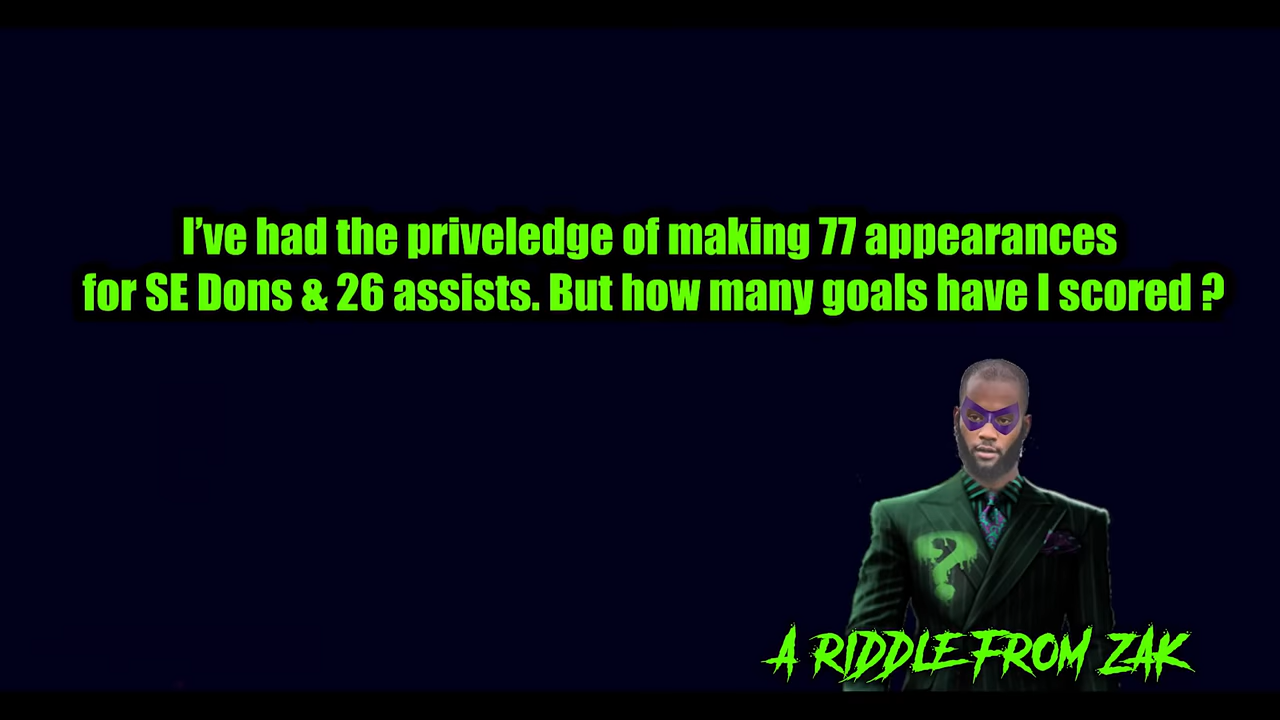 I've had the priveledge of making 77 appearances
for SE Dons & 26 assists. But how many goals have I scored ?
?
A RIDDLE FROM ZAK